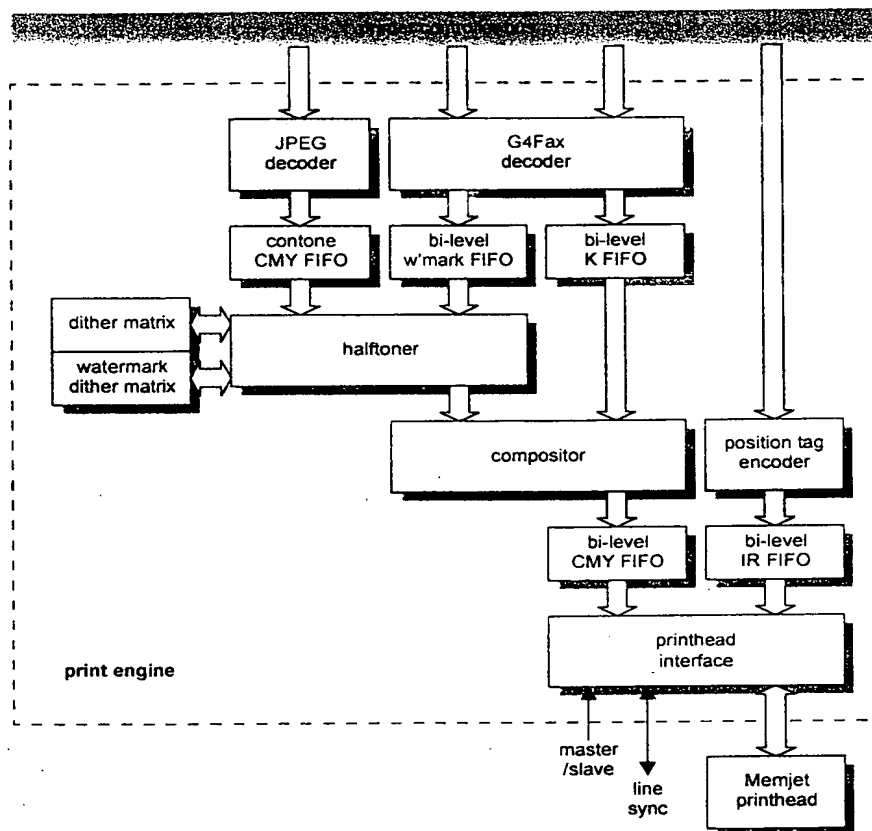 JPEG
decoder
G4Fax
decoder
contone
CMY FIFO
bi-level
w'mark FIFO
bi-level
K FIFO
dither matrix
halftoner
watermark
dither matrix
compositor
position tag
encoder
bi-level
CMY FIFO
bi-level
IR FIFO
printhead
interface
print engine
master
/slave
line
sync
Memjet
printhead